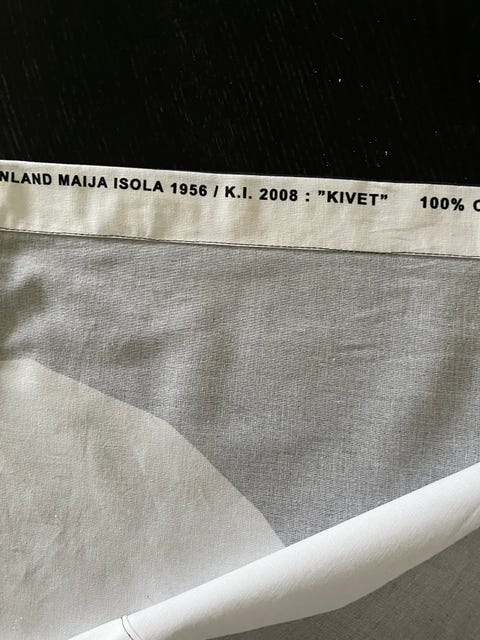 NLAND MAIJA ISOLA 1956 / K.I. 2008 : ”KIVET” 100%